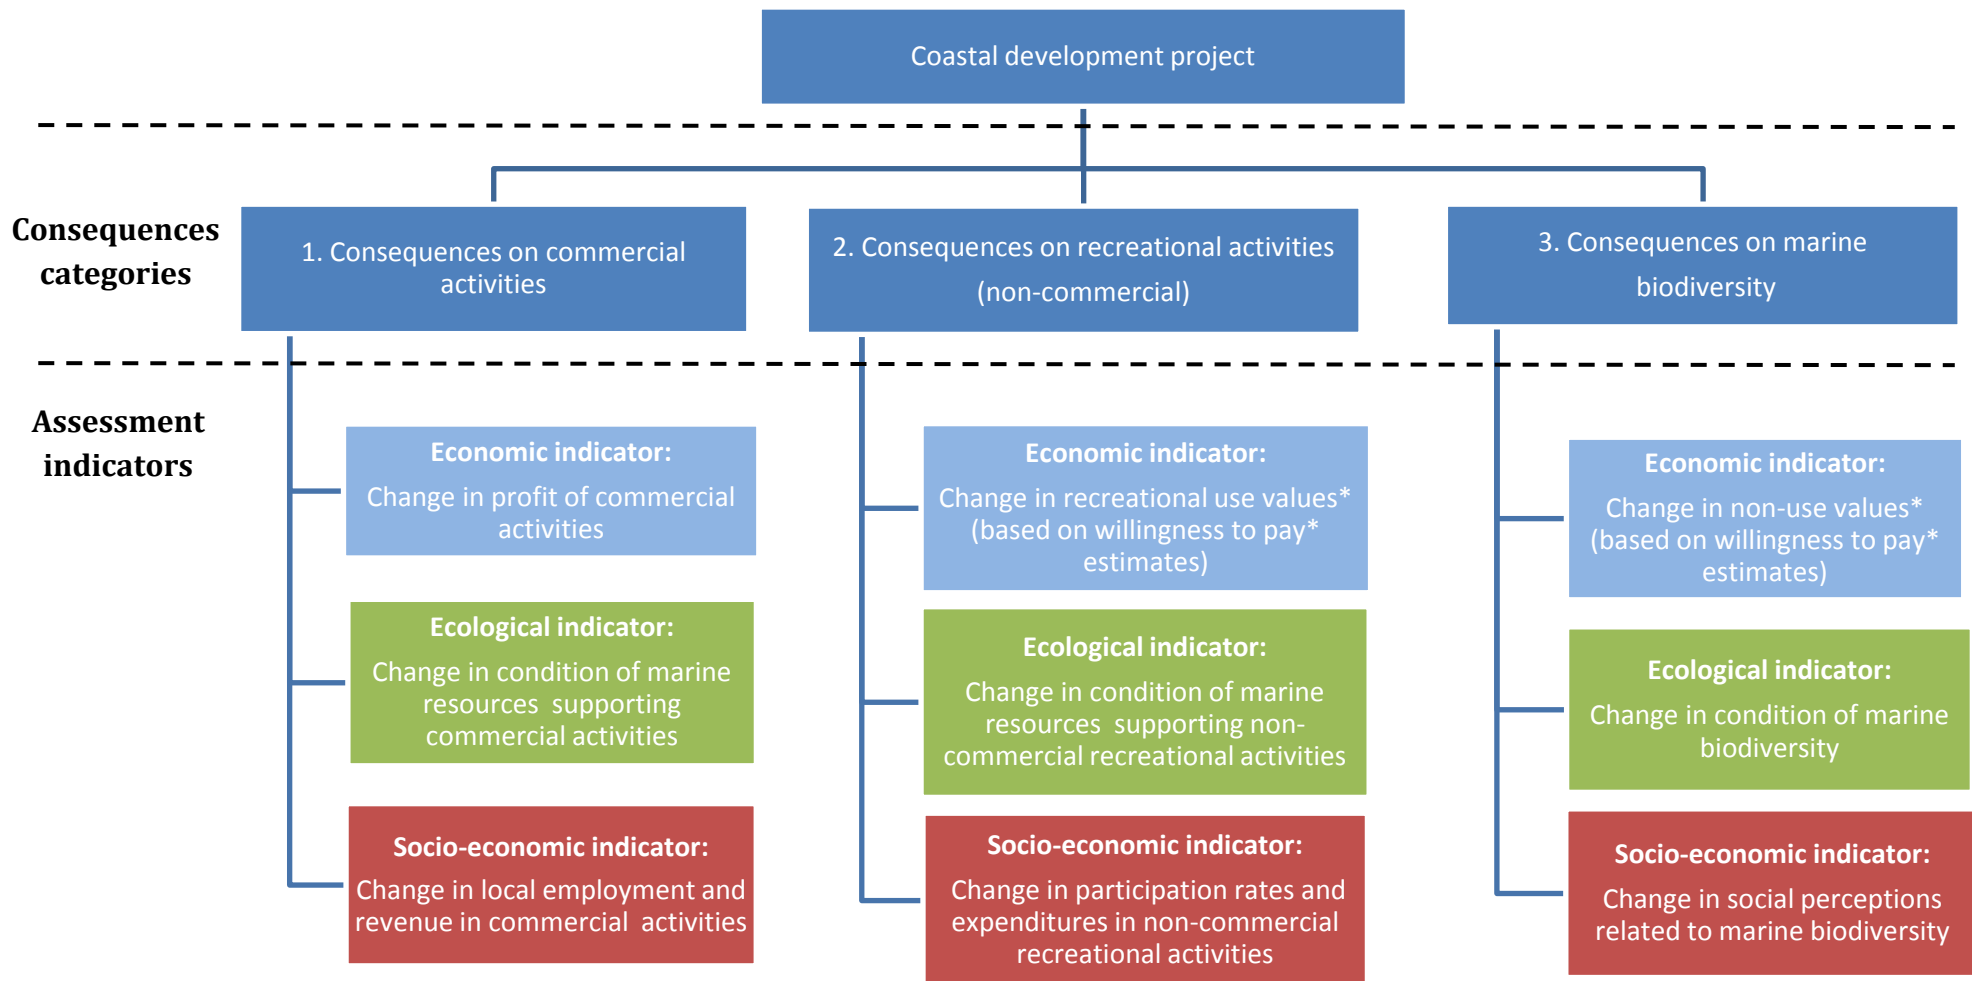 Coastal development project
Consequences
categories
1. Consequences on commercial
activities
2. Consequences on recreational activities
(non-commercial)
3. Consequences on marine
biodiversity
Assessment
indicators
Economic indicator:
Change in profit of commercial
activities
Ecological indicator:
Change in condition of marine
resources supporting
commercial activities
Socio-economic indicator:
Change in local employment and
revenue in commercial activities
Economic indicator:
Change in recreational use values*
(based on willingness to pay*
estimates)
Ecological indicator:
Change in condition of marine
resources supporting non-
commercial recreational activities
Socio-economic indicator:
Change in participation rates and
expenditures in non-commercial
recreational activities
Economic indicator:
Change in non-use values*
(based on willingness to pay*
estimates)
Ecological indicator:
Change in condition of marine
biodiversity
Socio-economic indicator:
Change in social perceptions
related to marine biodiversity